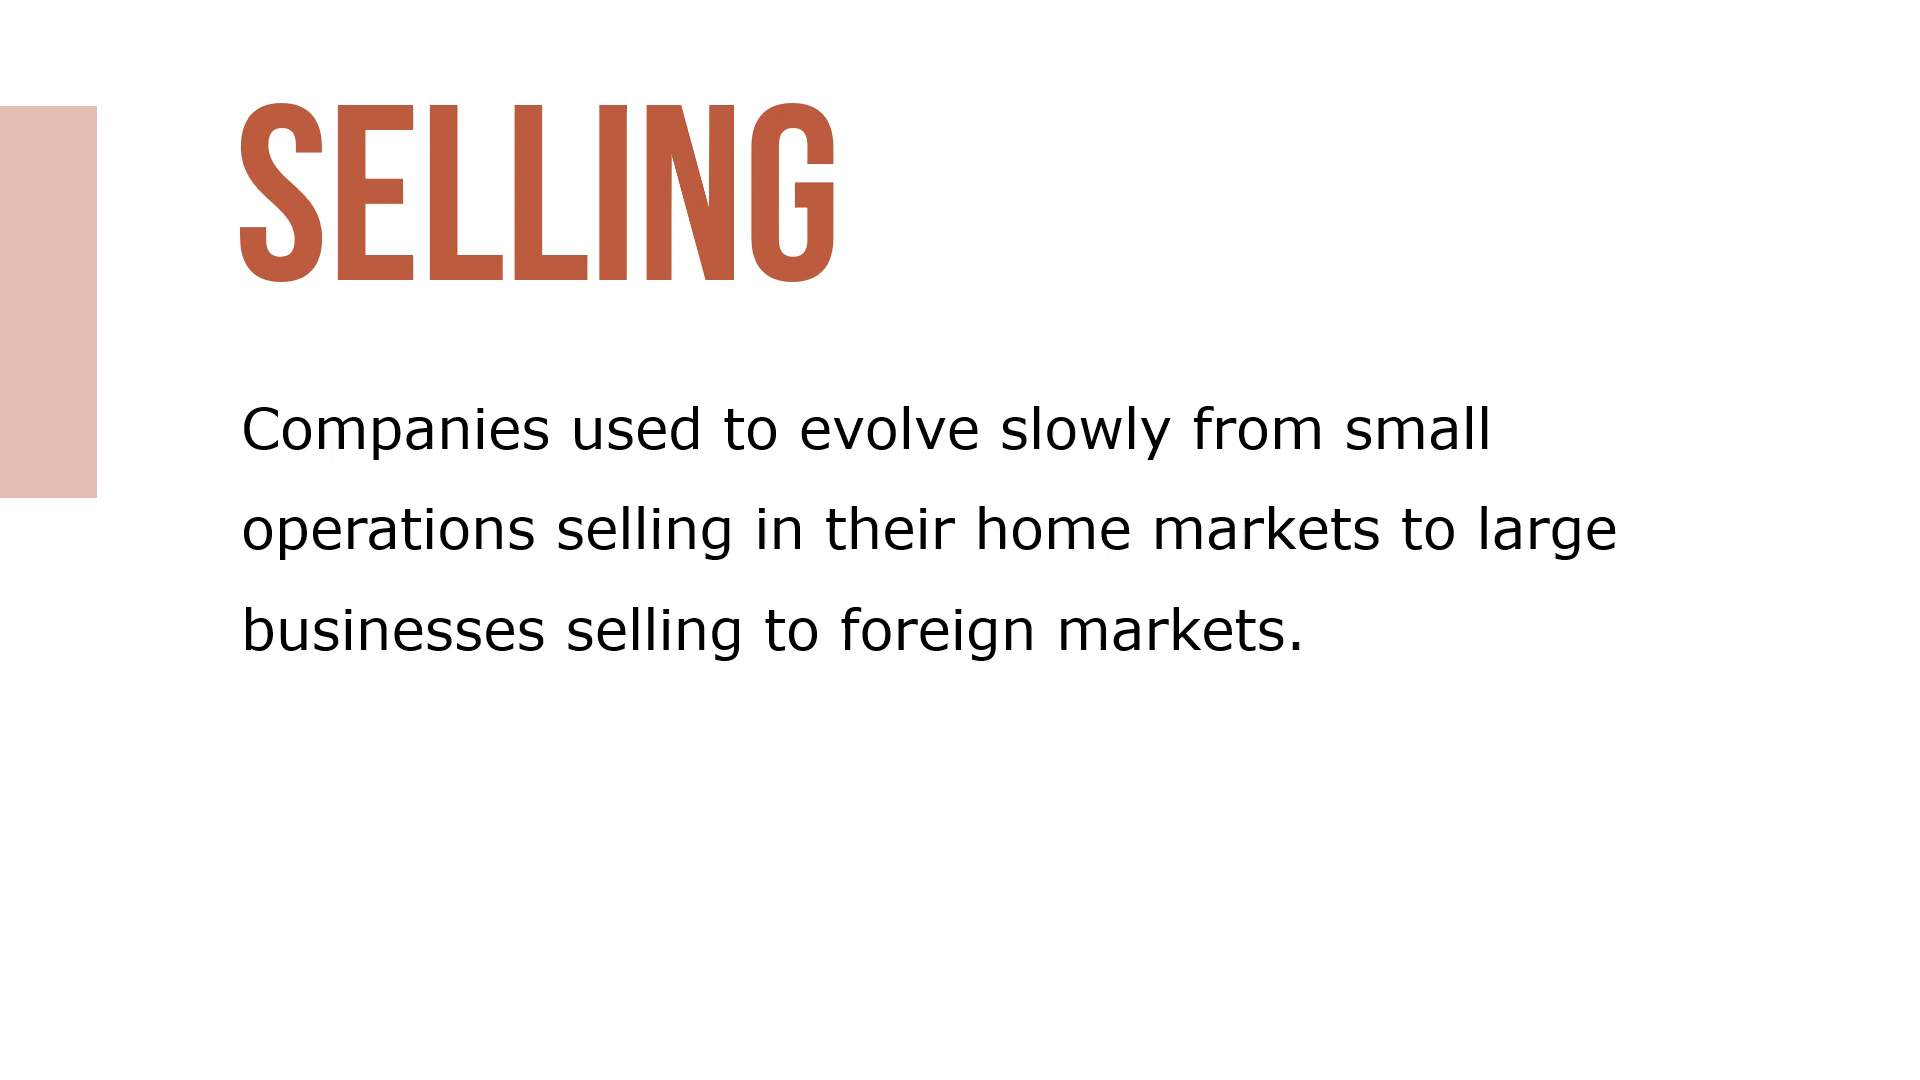 SELLING
Companies used to evolve slowly from small
operations selling in their home markets to large
businesses selling to foreign markets.